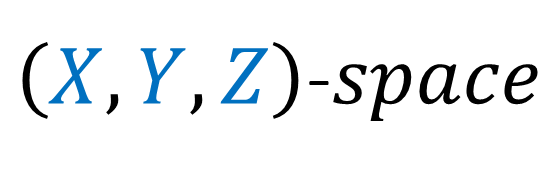 (X, Y, Z)-space